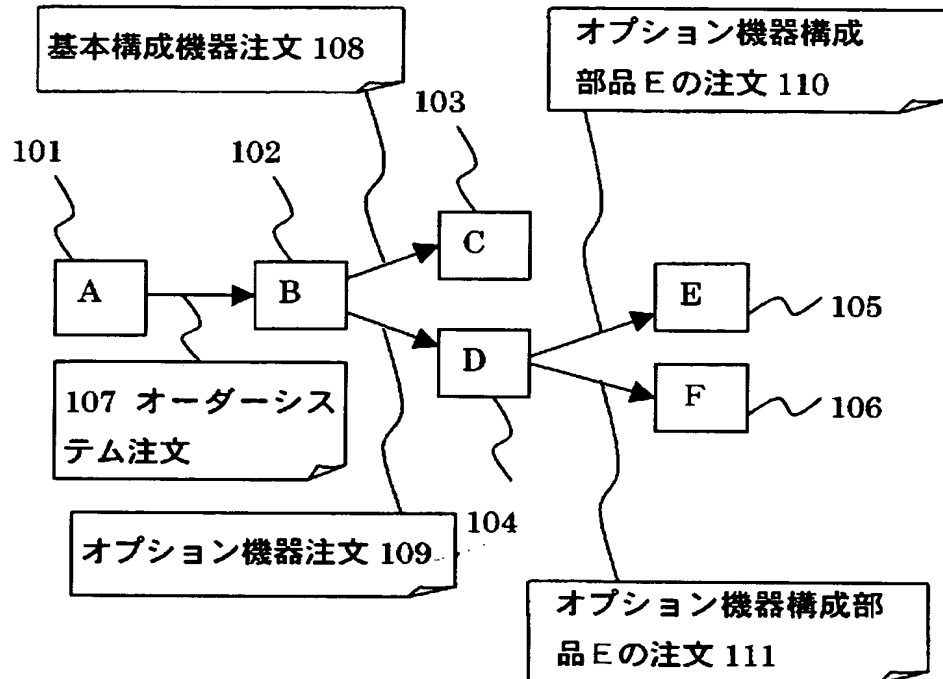 基本構成機器注文 108
オプション機器構成
部品Eの注文 110
103
101
102
C
A
B
E
105
D
F
106
107 オーダーシス
テム注文
104
オプション機器注文 109
オプション機器構成部
品Eの注文 111